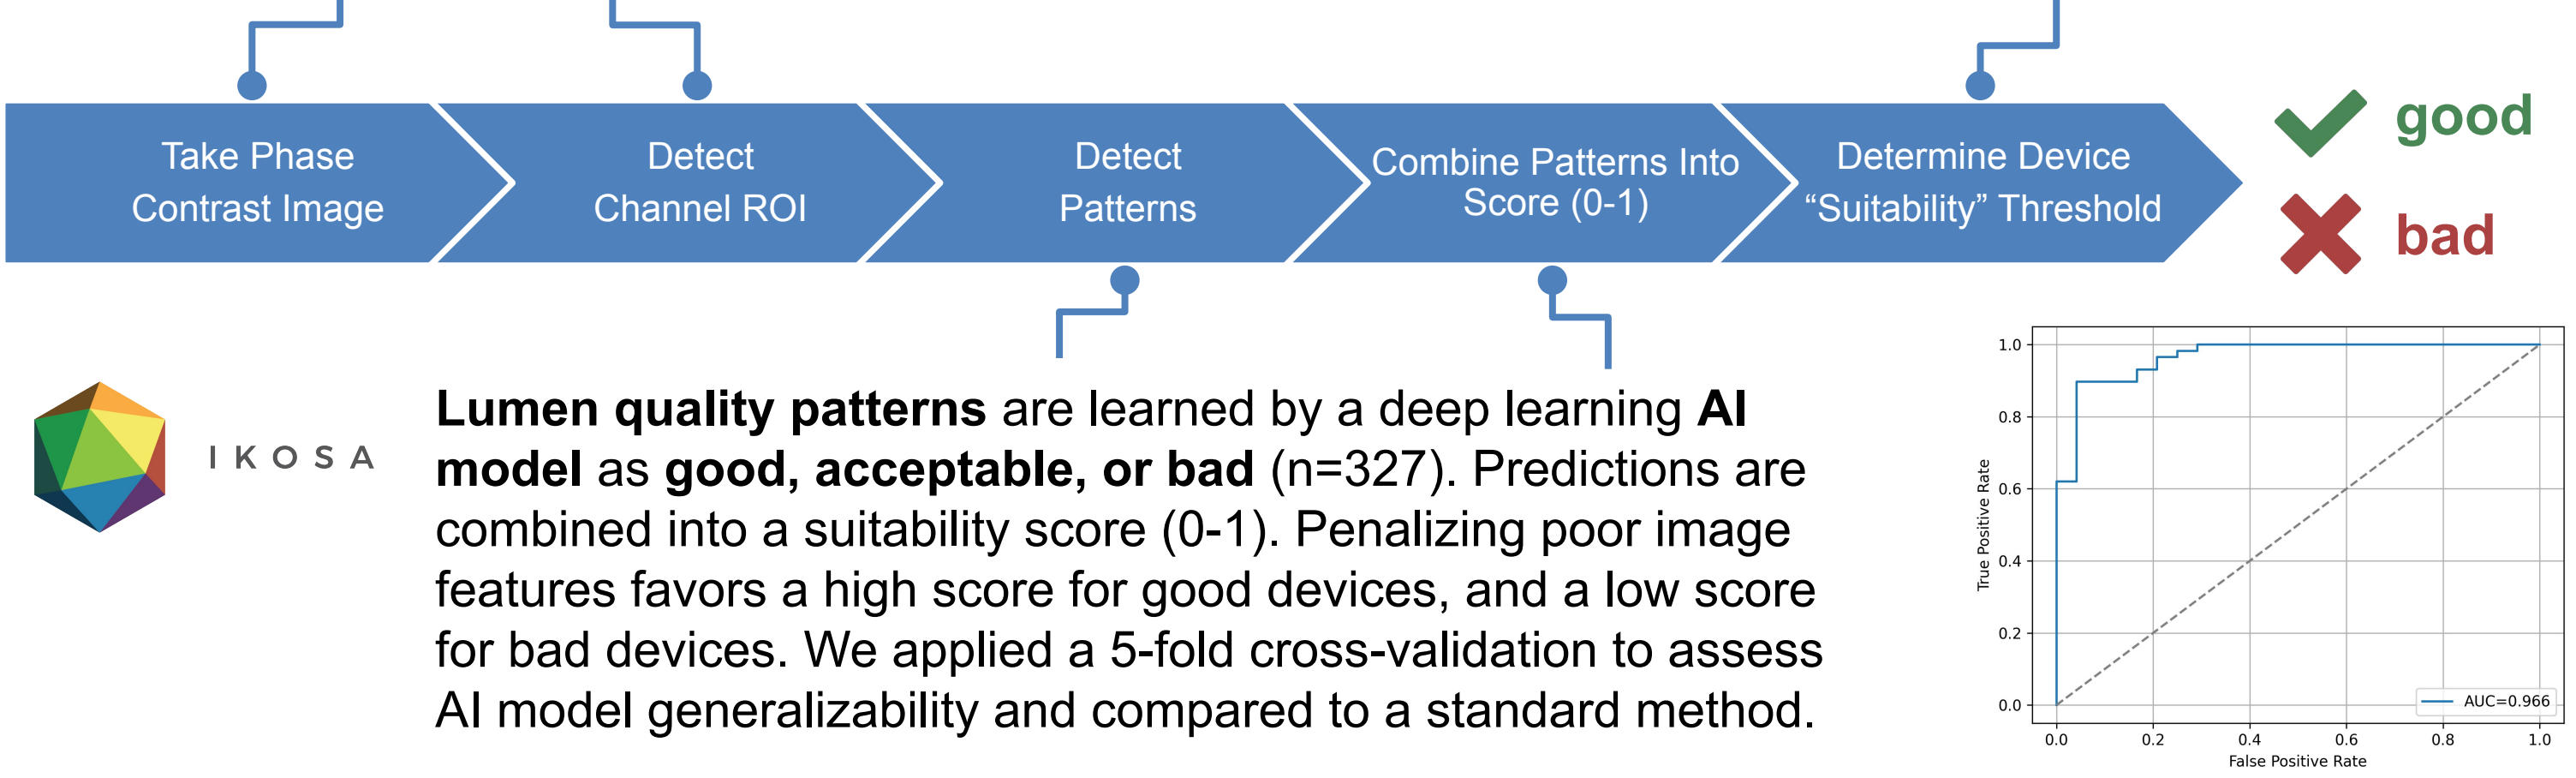 Take Phase
Contrast Image
Detect
Channel ROI
Detect
Patterns
Combine Patterns Into
Score (0-1)
Determine Device
“Suitability” Threshold
good
bad
IKOSA
Lumen quality patterns are learned by a deep learning AI
model as good, acceptable, or bad (n=327). Predictions are
combined into a suitability score (0-1). Penalizing poor image
features favors a high score for good devices, and a low score
for bad devices. We applied a 5-fold cross-validation to assess
AI model generalizability and compared to a standard method.
True Positive Rate
1.0
0.8
0.6
0.4
0.2
0.0
AUC=0.966
0.0 0.2 0.4 0.6 0.8 1.0
False Positive Rate